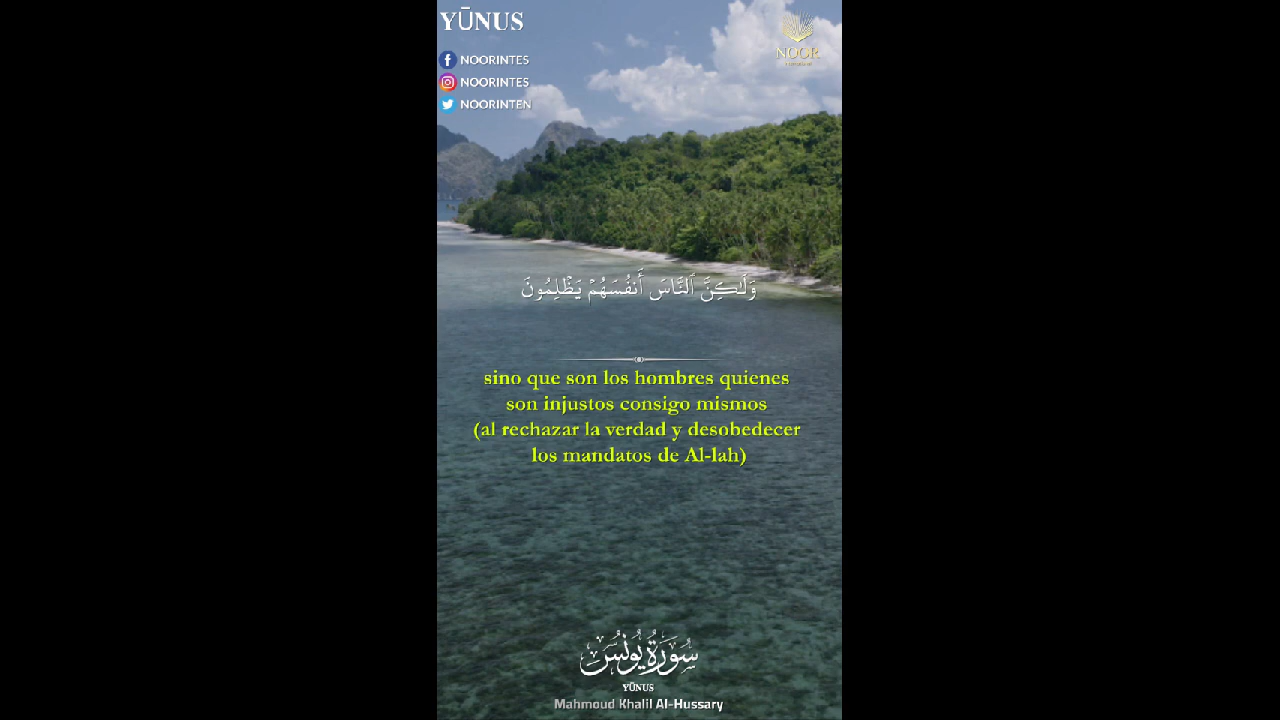 YŪNUS
NOORINTES
NOORINTES
NOORINTEN
NOOR
وَلَٰكِنَّ ٱلنَّاسَ أَنفُسَهُمْ يَظْلِمُونَ
sino que son los hombres quienes
son injustos consigo mismos
(al rechazar la verdad y desobedecer
los mandatos de Al-lah)
سُورَةُ يُونُسَ
YŪNUS
Mahmoud Khalil Al-Hussary